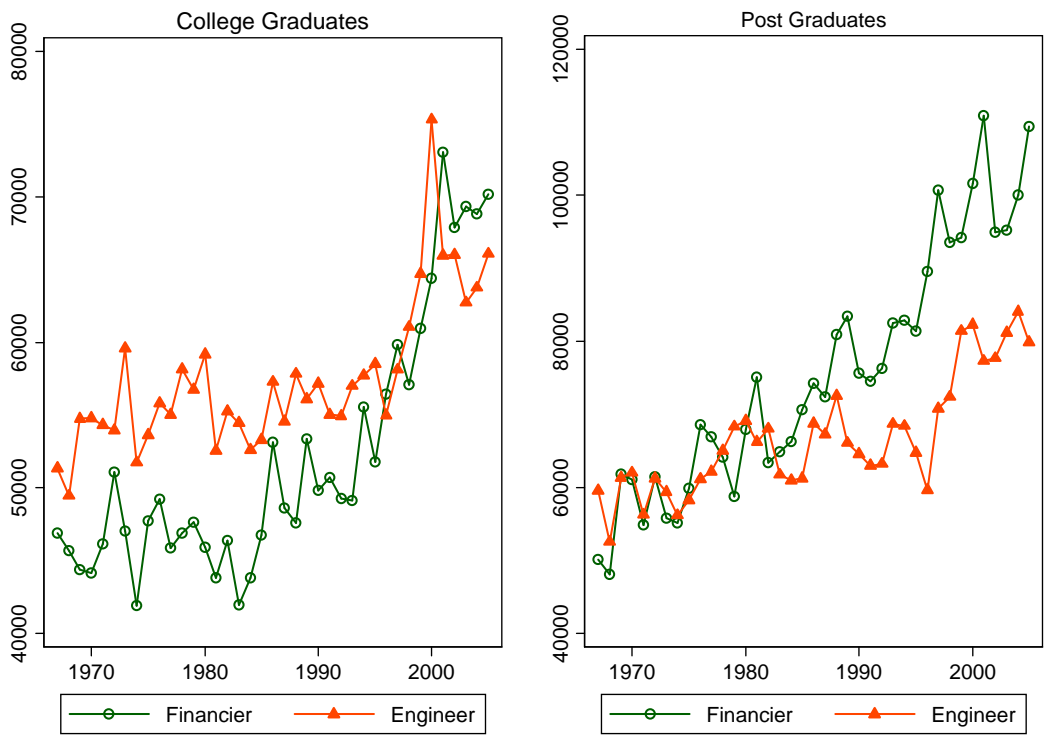 College Graduates
80000
70000
60000
50000
40000
1970 1980 1990 2000
Financier Engineer
Post Graduates
120000
100000
80000
60000
40000
1970 1980 1990 2000
Financier Engineer